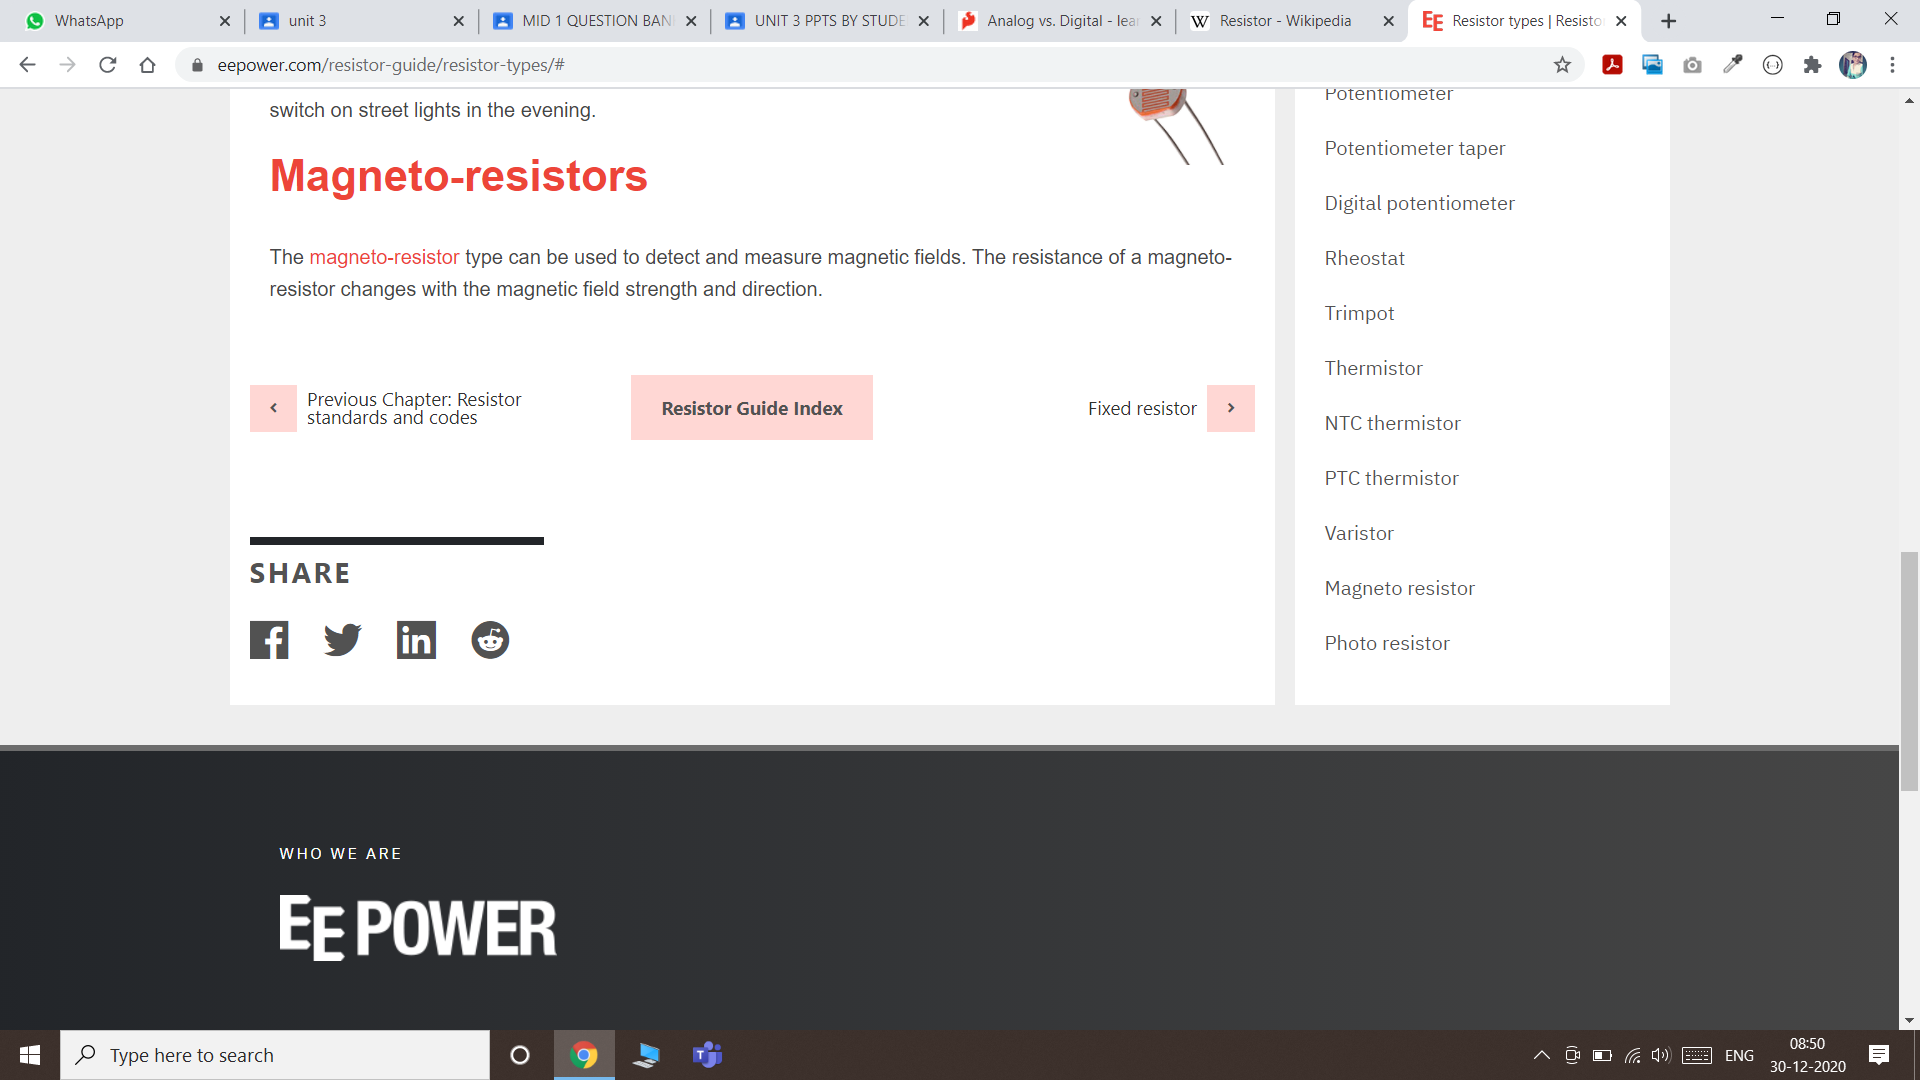 WhatsApp
unit 3
MID 1 QUESTION BAN
UNIT 3 PPTS BY STUDE
Analog vs. Digital - lear
Resistor - Wikipedia
EE Resistor types | Resisto
eepower.com/resistor-guide/resistor-types/#
switch on street lights in the evening.
Magneto-resistors
The magneto-resistor type can be used to detect and measure magnetic fields. The resistance of a magneto-
resistor changes with the magnetic field strength and direction.
Previous Chapter: Resistor
standards and codes
Resistor Guide Index
Fixed resistor
SHARE
Potentiometer
Potentiometer taper
Digital potentiometer
Rheostat
Trimpot
Thermistor
NTC thermistor
PTC thermistor
Varistor
Magneto resistor
Photo resistor
WHO WE ARE
EE POWER
Type here to search
ENG
08:50
30-12-2020